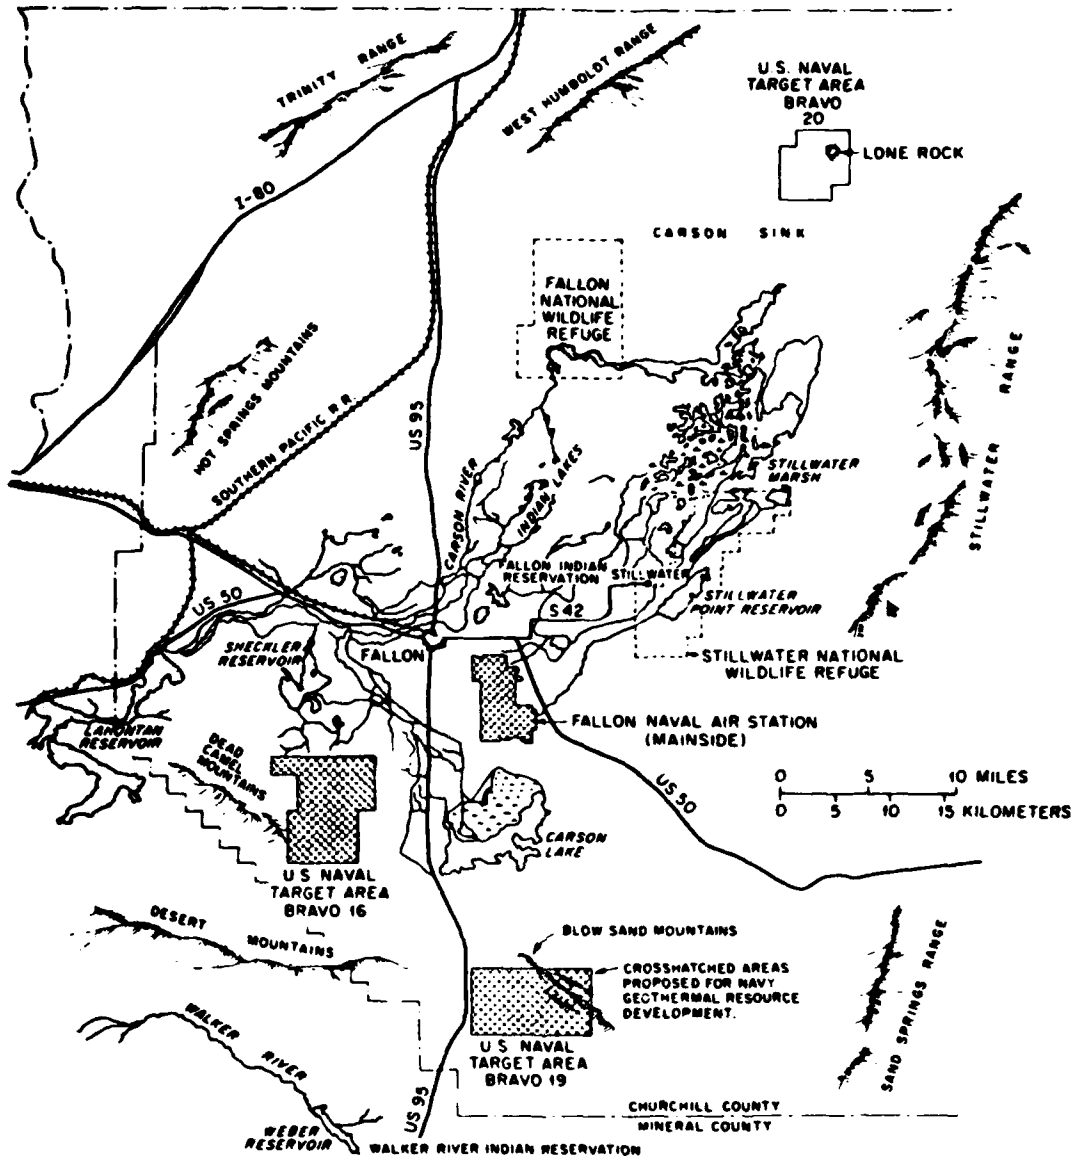 TRINITY RANGE
WEST HUMBOLDT RANGE
U.S. NAVAL
TARGET AREA
BRAVO
20
LONE ROCK
I-80
CARSON SINK
FALLON
NATIONAL
WILDLIFE
REFUGE
STILLWATER RANGE
HOT SPRINGS MOUNTAINS
SOUTHERN PACIFIC R.R.
US 95
CARSON RIVER
INDIAN LAKES
STILLWATER
MARSH
FALLON INDIAN
RESERVATION
STILLWATER
US 50
S 42
STILLWATER
POINT RESERVOIR
SHECKLER
RESERVOIR
FALLON
STILLWATER NATIONAL
WILDLIFE REFUGE
LAHONTAN
RESERVOIR
FALLON NAVAL AIR STATION
(MAINSIDE)
DEAD
CAMEL
MOUNTAINS
US 50
0 5 10 MILES
0 5 10 15 KILOMETERS
CARSON
LAKE
U S NAVAL
TARGET AREA
BRAVO 16
DESERT MOUNTAINS
BLOW SAND MOUNTAINS
CROSSHATCHED AREAS
PROPOSED FOR NAVY
GEOTHERMAL RESOURCE
DEVELOPMENT.
SAND SPRINGS RANGE
WALKER RIVER
U S NAVAL
TARGET AREA
BRAVO 19
US 95
CHURCHILL COUNTY
MINERAL COUNTY
WEBER
RESERVOIR
WALKER RIVER INDIAN RESERVATION